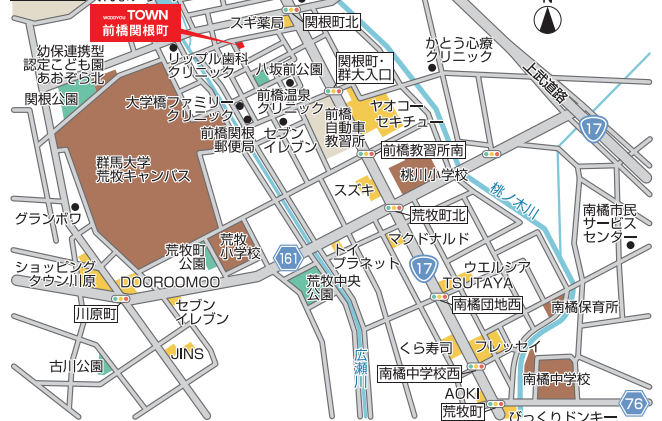 WOODYOU TOWN
前橋関根町
スギ薬局
関根町北
幼保連携型
認定こども園
あおぞら北
リップル歯科
クリニック
関根町・
群大入口
かとう心療
クリニック
八坂前公園
上武道路
関根公園
大学橋ファミリー
クリニック
前橋温泉
クリニック
ヤオコー
セキチュー
前橋
自動車
教習所
17
前橋関根
郵便局
セブン
イレブン
前橋教習所南
群馬大学
荒牧キャンパス
桃川小学校
スズキ
桃ノ木川
グランボワ
荒牧町北
南橘市民
サービス
センター
荒牧町
公園
荒牧
小学校
マクドナルド
トイ
プラネット
161
17
ショッピング
タウン川原
DOOROOMOO
荒牧中央
公園
ウエルシア
TSUTAYA
川原町
セブン
イレブン
南橘団地西
南橘保育所
広瀬川
くら寿司
フレッセイ
古川公園
JINS
南橘中学校西
南橘中学校
AOKI
荒牧町
びっくりドンキー
76